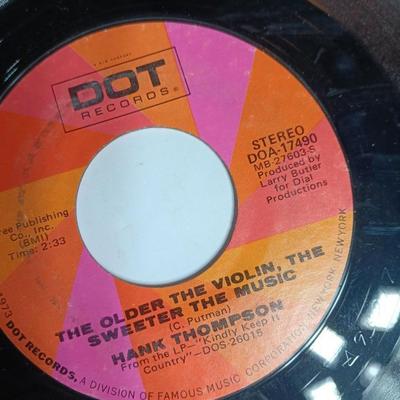 DOT
RECORDS®
STEREO
DOA-17490
MB-27603-S
Produced by
Larry Butler
for Dial
Productions
ree Publishing
Co., Inc.
(BMI)
Time: 2:33
THE OLDER THE VIOLIN, THE
SWEETER THE MUSIC
(C. Putman)
HANK THOMPSON
From the LP—"Kindly Keep It
Country"—DOS-26015
1973 DOT RECORDS, A DIVISION OF FAMOUS MUSIC CORPORATION, NEW YORK, NEW YORK